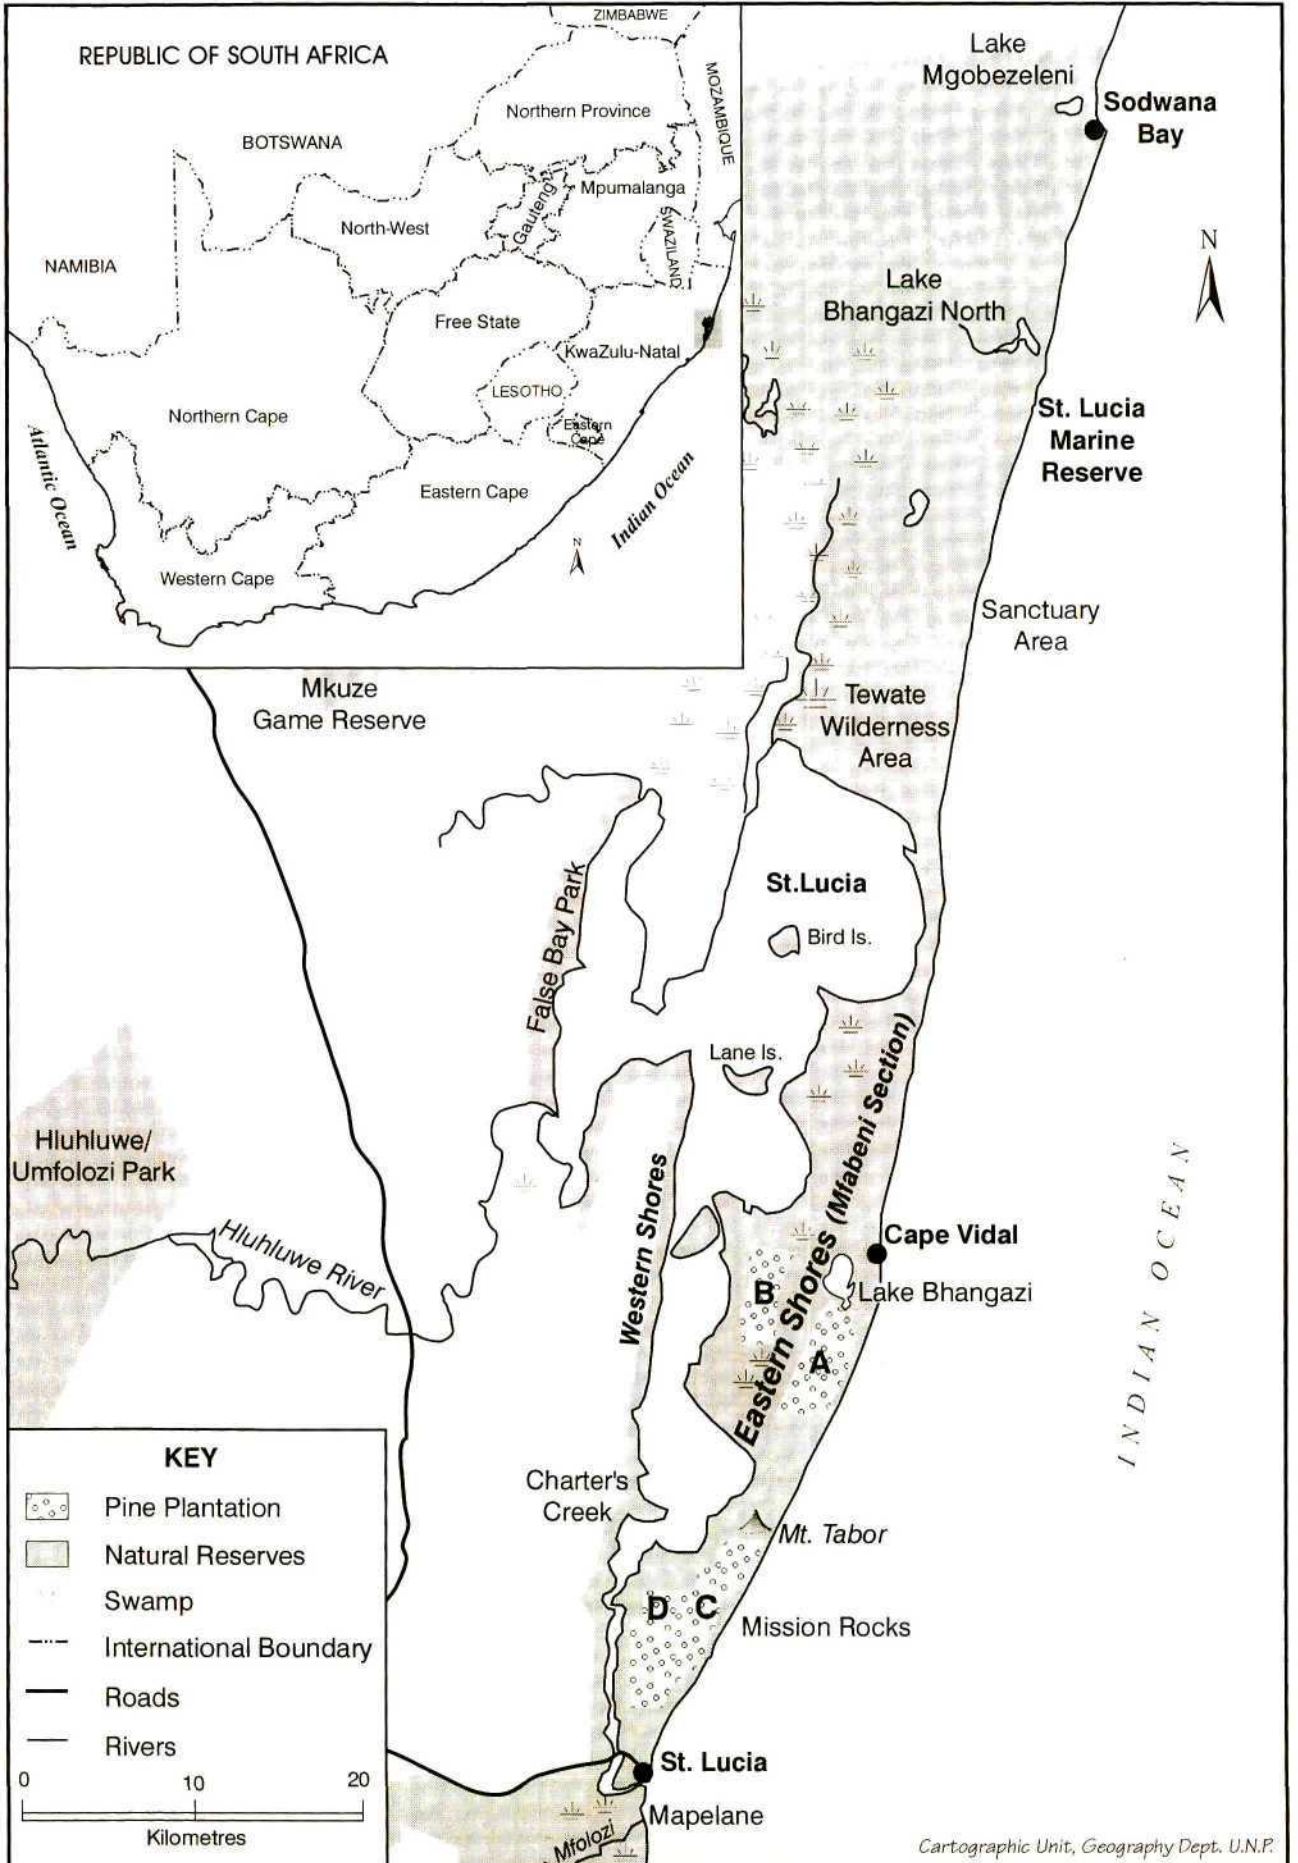 REPUBLIC OF SOUTH AFRICA
ZIMBABWE
MOZAMBIQUE
BOTSWANA
NAMIBIA
Northern Province
Mpumalanga
Gauteng
North-West
SWAZILAND
Free State
KwaZulu-Natal
LESOTHO
Eastern
Cape
Northern Cape
Eastern Cape
Western Cape
Atlantic Ocean
Indian Ocean
N
Lake
Mgobezeleni
Sodwana
Bay
N
Lake
Bhangazi North
St. Lucia
Marine
Reserve
Sanctuary
Area
Mkuze
Game Reserve
Tewate
Wilderness
Area
St.Lucia
Bird Is.
False Bay Park
Lane Is.
Hluhluwe/
Umfolozi Park
Hluhluwe River
Western Shores
Eastern Shores (Mfabeni Section)
Cape Vidal
Lake Bhangazi
B
A
INDIAN OCEAN
Charter's
Creek
Mt. Tabor
D C
Mission Rocks
St. Lucia
Mapelane
Mfolozi
KEY
Pine Plantation
Natural Reserves
Swamp
International Boundary
Roads
Rivers
0 10 20
Kilometres
Cartographic Unit, Geography Dept. U.N.P.